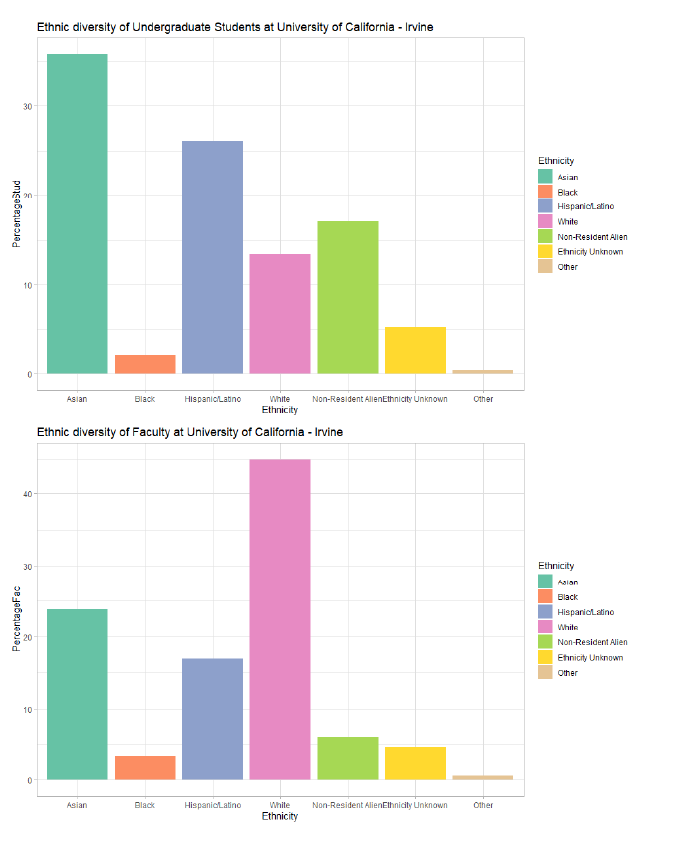 Ethnic diversity of Undergraduate Students at University of California - Irvine
30
20
10
0
PercentageStud
Asian Black Hispanic/Latino White Non-Resident Alien Ethnicity Unknown Other
Ethnicity
Ethnicity
Asian
Black
Hispanic/Latino
White
Non-Resident Alien
Ethnicity Unknown
Other
Ethnic diversity of Faculty at University of California - Irvine
40
30
20
10
0
PercentageFac
Asian Black Hispanic/Latino White Non-Resident Alien Ethnicity Unknown Other
Ethnicity
Ethnicity
Asian
Black
Hispanic/Latino
White
Non-Resident Alien
Ethnicity Unknown
Other